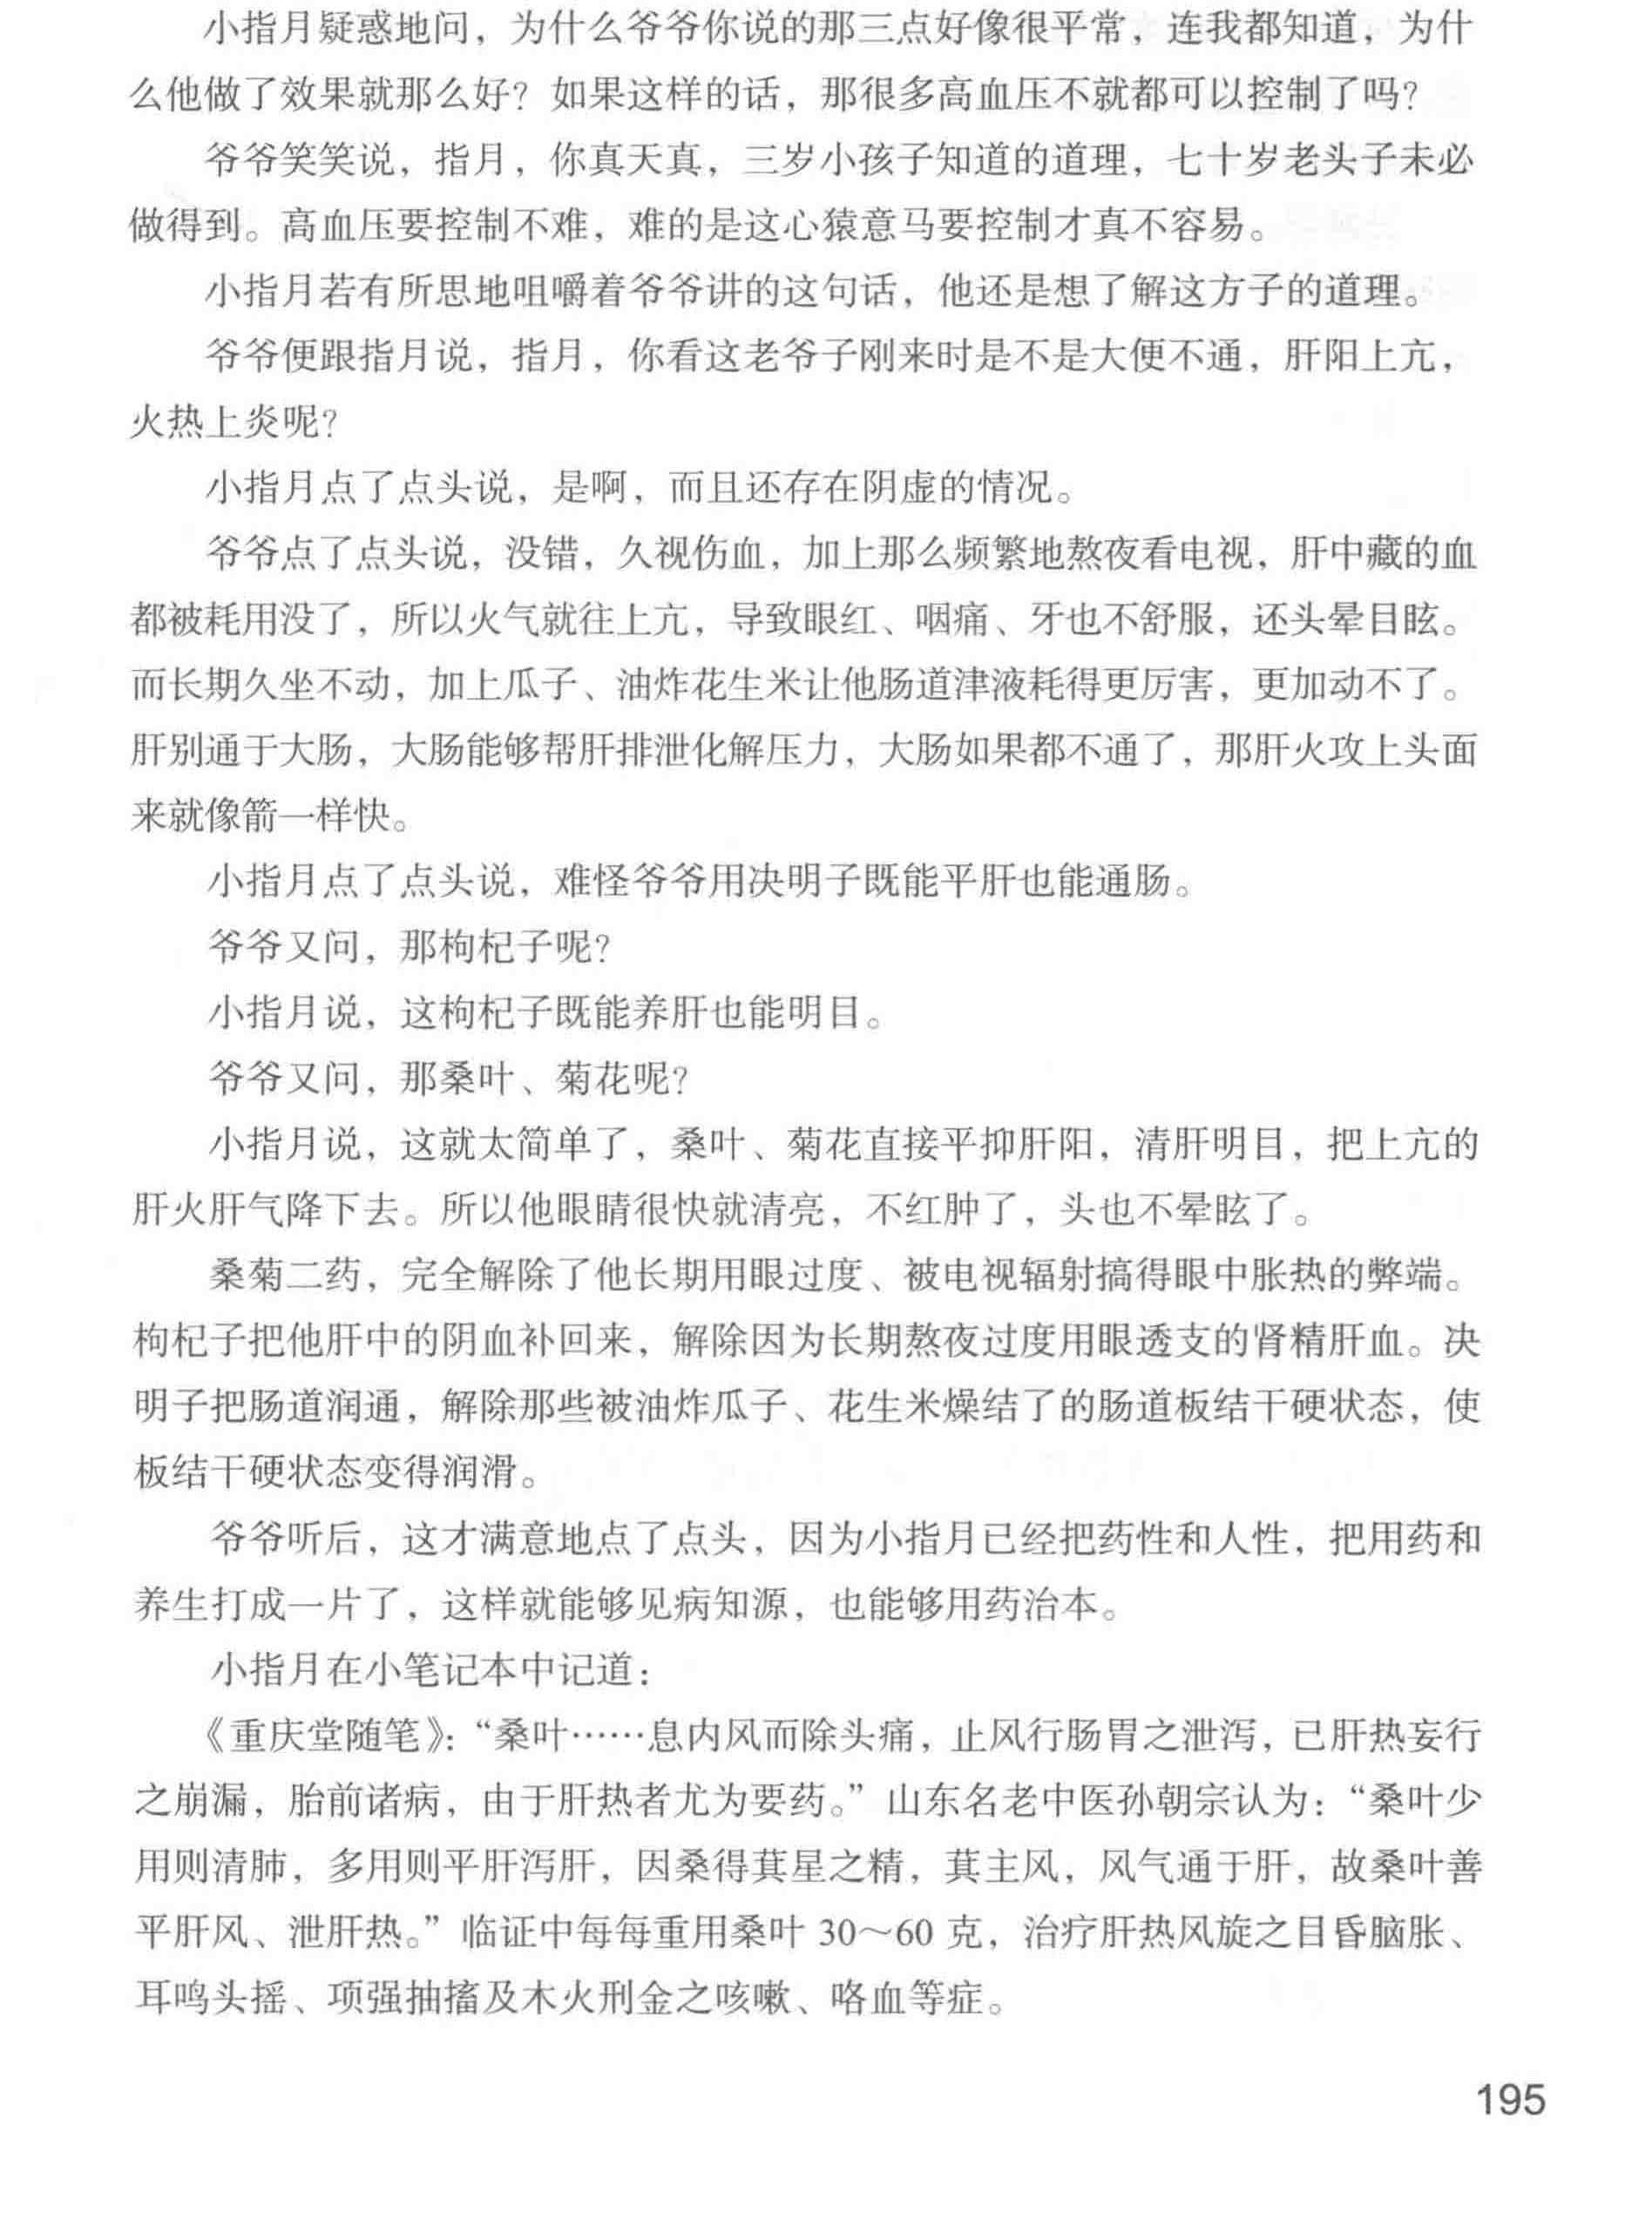 小指月疑惑地问，为什么爷爷你说的那三点好像很平常，连我都知道，为什
么他做了效果就那么好？如果这样的话，那很多高血压不就都可以控制了吗？
爷爷笑笑说，指月，你真天真，三岁小孩子知道的道理，七十岁老头子未必
做得到。高血压要控制不难，难的是这心猿意马要控制才真不容易。
小指月若有所思地咀嚼着爷爷讲的这句话，他还是想了解这方子的道理。
爷爷便跟指月说，指月，你看这老爷子刚来时是不是大便不通，肝阳上亢，
火热上炎呢？
小指月点了点头说，是啊，而且还存在阴虚的情况。
爷爷点了点头说，没错，久视伤血，加上那么频繁地熬夜看电视，肝中藏的血
都被耗用没了，所以火气就往上亢，导致眼红、咽痛、牙也不舒服，还头晕目眩。
而长期久坐不动，加上瓜子、油炸花生米让他肠道津液耗得更厉害，更加动不了。
肝别通于大肠，大肠能够帮肝排泄化解压力，大肠如果都不通了，那肝火攻上头面
来就像箭一样快。
小指月点了点头说，难怪爷爷用决明子既能平肝也能通肠。
爷爷又问，那枸杞子呢？
小指月说，这枸杞子既能养肝也能明目。
爷爷又问，那桑叶、菊花呢？
小指月说，这就太简单了，桑叶、菊花直接平抑肝阳，清肝明目，把上亢的
肝火肝气降下去。所以他眼睛很快就清亮，不红肿了，头也不晕眩了。
桑菊二药，完全解除了他长期用眼过度、被电视辐射搞得眼中胀热的弊端。
枸杞子把他肝中的阴血补回来，解除因为长期熬夜过度用眼透支的肾精肝血。决
明子把肠道润通，解除那些被油炸瓜子、花生米燥结了的肠道板结干硬状态，使
板结干硬状态变得润滑。
爷爷听后，这才满意地点了点头，因为小指月已经把药性和人性，把用药和
养生打成一片了，这样就能够见病知源，也能够用药治本。
小指月在小笔记本中记道：
《重庆堂随笔》：“桑叶……息内风而除头痛，止风行肠胃之泄泻，已肝热妄行
之崩漏，胎前诸病，由于肝热者尤为要药。”山东名老中医孙朝宗认为：“桑叶少
用则清肺，多用则平肝泻肝，因桑得萁星之精，萁主风，风气通于肝，故桑叶善
平肝风、泄肝热。”临证中每每重用桑叶 30～60 克，治疗肝热风旋之目昏脑胀、
耳鸣头摇、项强抽搐及木火刑金之咳嗽、咯血等症。
195